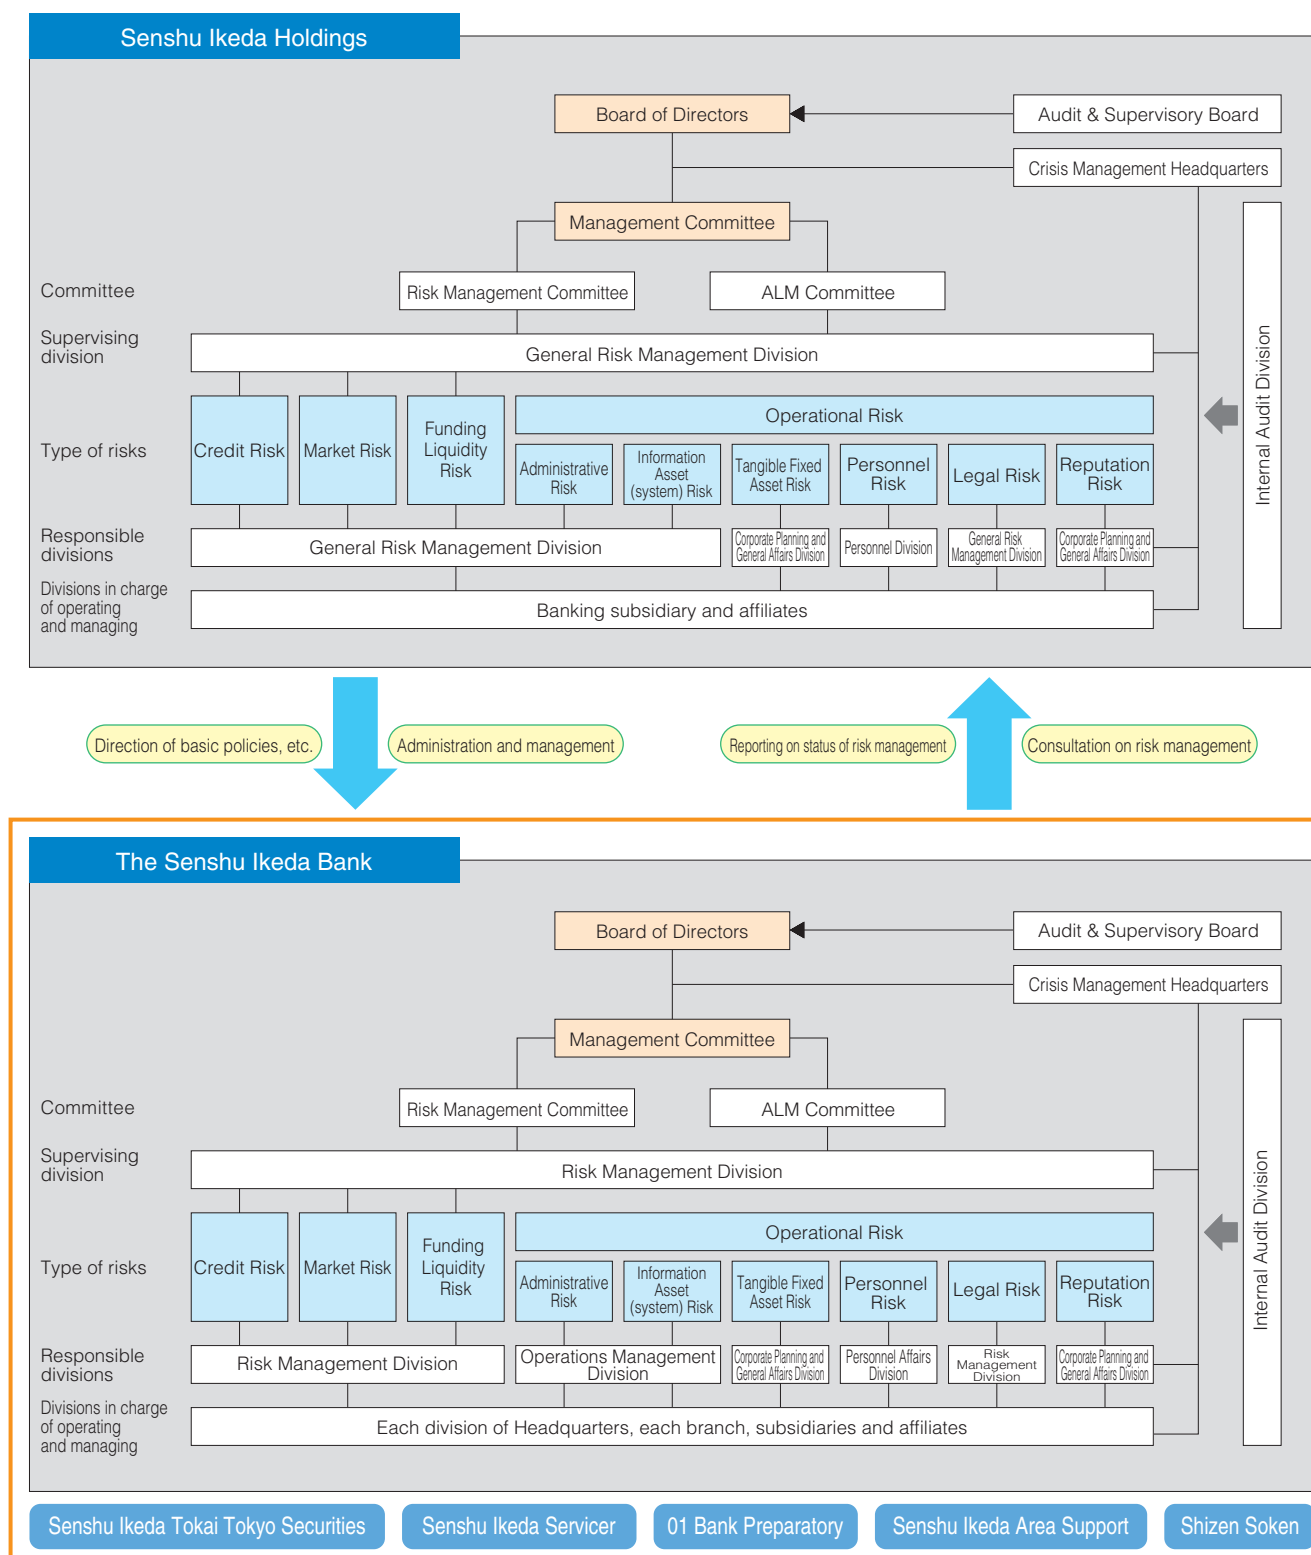 Senshu Ikeda Holdings
Board of Directors
Audit & Supervisory Board
Crisis Management Headquarters
Management Committee
Committee
Risk Management Committee
ALM Committee
Supervising
division
General Risk Management Division
Internal Audit Division
Type of risks
Credit Risk
Market Risk
Funding
Liquidity
Risk
Operational Risk
Administrative
Risk
Information
Asset
(system) Risk
Tangible Fixed
Asset Risk
Personnel
Risk
Legal Risk
Reputation
Risk
Responsible
divisions
General Risk Management Division
Corporate Planning and
General Affairs Division
Personnel Division
General Risk
Management Division
Corporate Planning and
General Affairs Division
Divisions in charge
of operating
and managing
Banking subsidiary and affiliates
Direction of basic policies, etc.
Administration and management
Reporting on status of risk management
Consultation on risk management
The Senshu Ikeda Bank
Board of Directors
Audit & Supervisory Board
Crisis Management Headquarters
Management Committee
Committee
Risk Management Committee
ALM Committee
Supervising
division
Risk Management Division
Internal Audit Division
Type of risks
Credit Risk
Market Risk
Funding
Liquidity
Risk
Operational Risk
Administrative
Risk
Information
Asset
(system) Risk
Tangible Fixed
Asset Risk
Personnel
Risk
Legal Risk
Reputation
Risk
Responsible
divisions
Risk Management Division
Operations Management
Division
Corporate Planning and
General Affairs Division
Personnel Affairs
Division
Risk
Management
Division
Corporate Planning and
General Affairs Division
Divisions in charge
of operating
and managing
Each division of Headquarters, each branch, subsidiaries and affiliates
Senshu Ikeda Tokai Tokyo Securities
Senshu Ikeda Servicer
01 Bank Preparatory
Senshu Ikeda Area Support
Shizen Soken